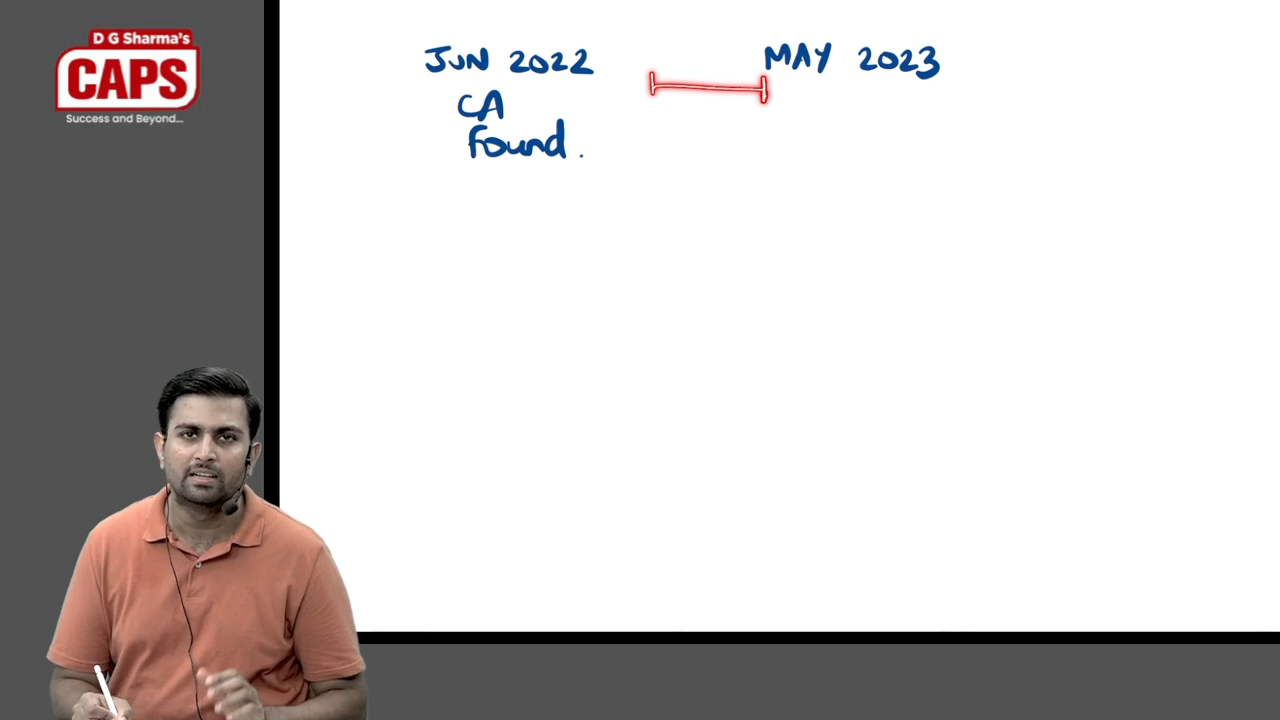 D G Sharma's
CAPS
Success and Beyond...
JUN 2022 MAY 2023
CA
Found.